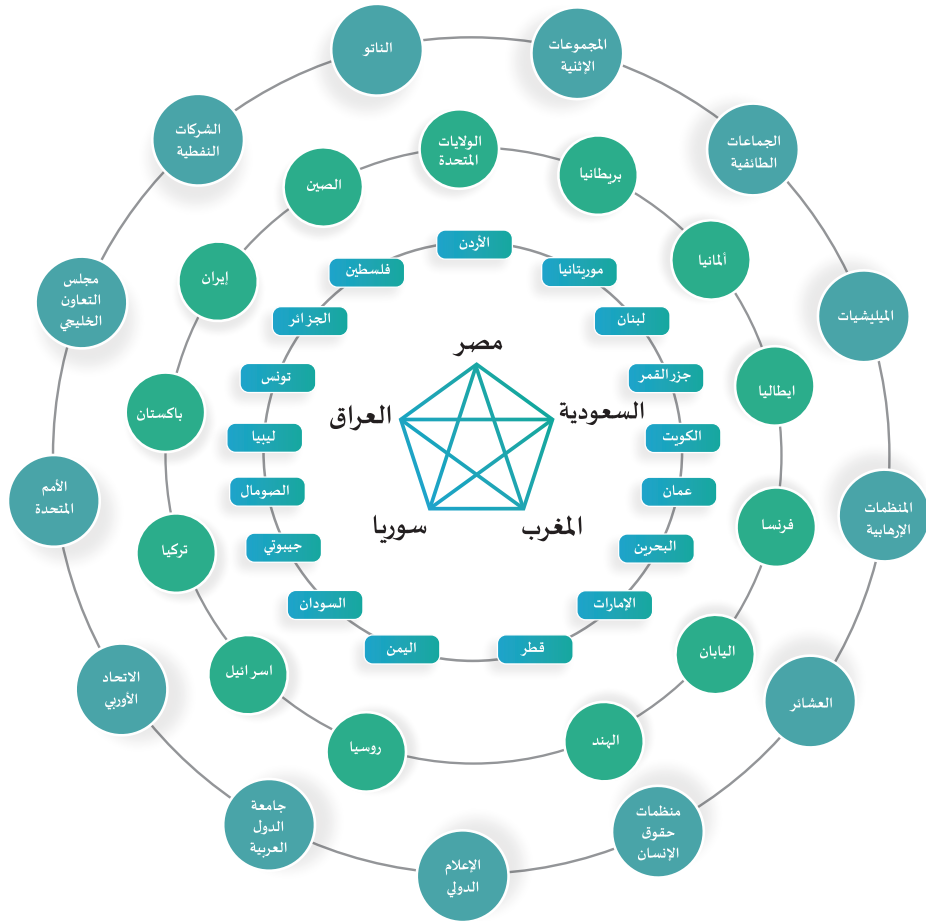 الناتو
المجموعات
الإثنية
الجماعات
الطائفية
الميليشيات
المنظمات
الإرهابية
العشائر
منظمات
حقوق
الإنسان
الإعلام
الدولي
جامعة
الدول
العربية
الاتحاد
الأوربي
الأمم
المتحدة
مجلس
التعاون
الخليجي
الشركات
النفطية
الولايات
المتحدة
بريطانيا
ألمانيا
ايطاليا
فرنسا
اليابان
الهند
روسيا
اسرائيل
تركيا
باكستان
إيران
الصين
الأردن
موريتانيا
لبنان
جزر القمر
الكويت
عمان
البحرين
الإمارات
قطر
اليمن
السودان
جيبوتي
الصومال
ليبيا
تونس
الجزائر
فلسطين
مصر
السعودية
المغرب
سوريا
العراق